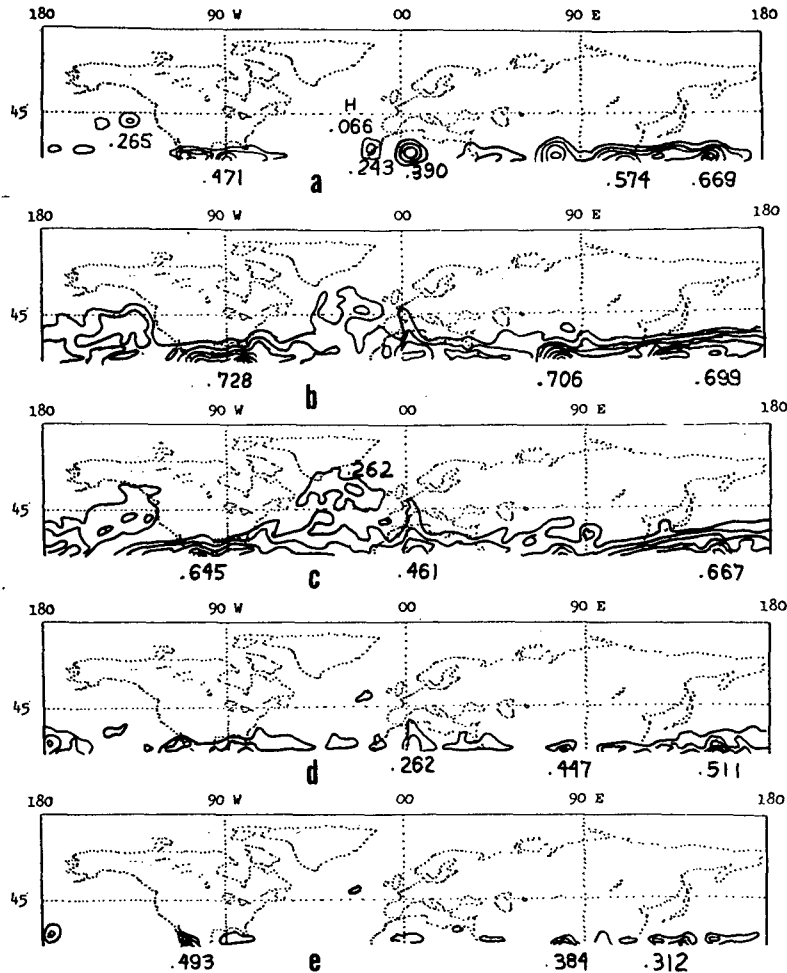 180 90 W 00 90 E 180
45
H
.066
.265
.243 .390
.471 .574 .669
a
180 90 W 00 90 E 180
45
.728 .706 .699
b
180 90 W 00 90 E 180
.262
45
.645 .461 .667
c
180 90 W 00 90 E 180
45
.262 .447 .511
d
180 90 W 00 90 E 180
45
.493 .384 .312
e